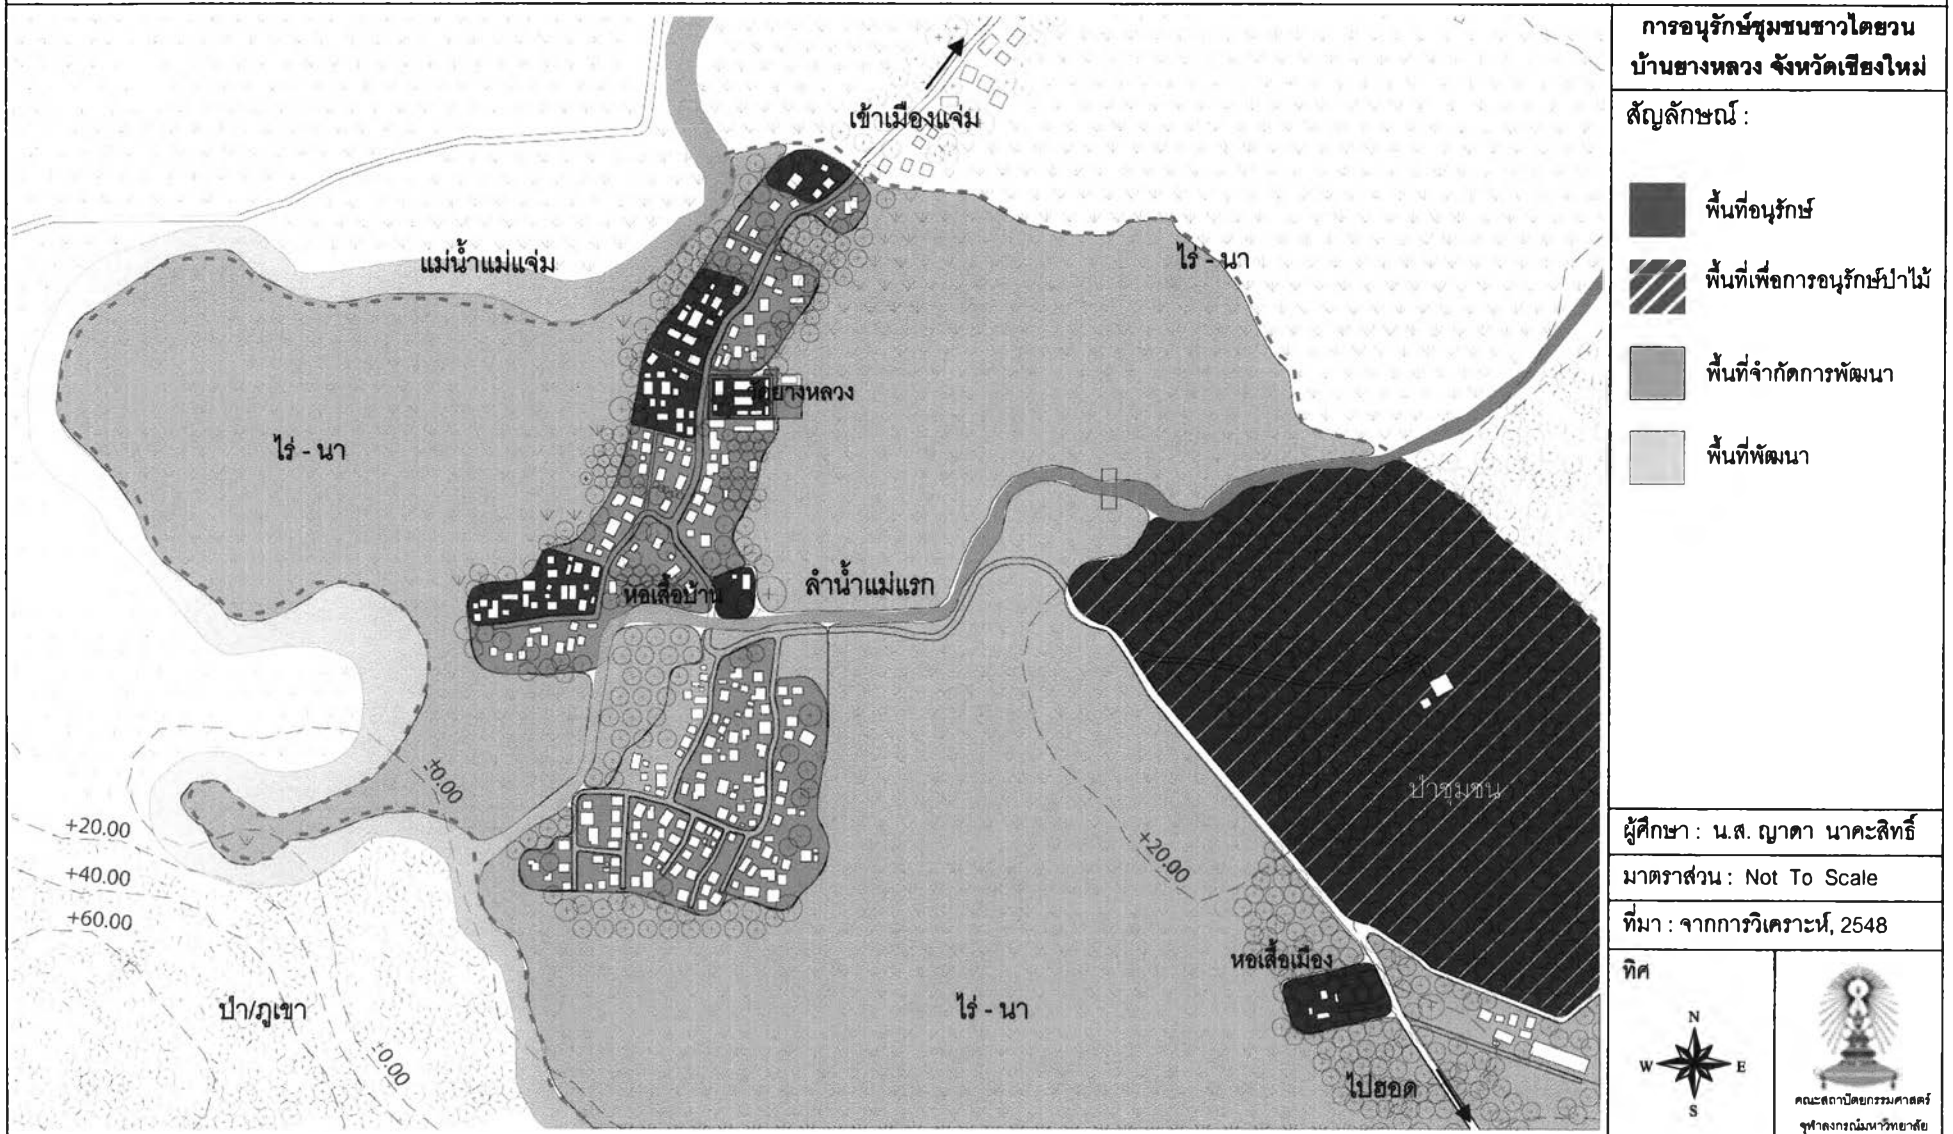 การอนุรักษ์ชุมชนชาวไตยวน
บ้านยางหลวง จังหวัดเชียงใหม่
สัญลักษณ์ :
พื้นที่อนุรักษ์
พื้นที่เพื่อการอนุรักษ์ป่าไม้
พื้นที่จำกัดการพัฒนา
พื้นที่พัฒนา
เข้าเมืองแจ่ม
แม่น้ำแม่แจ่ม
ไร่ - นา
วัดยางหลวง
ไร่ - นา
หอเสื้อบ้าน
ลำน้ำแม่แรก
±0.00
+20.00
+40.00
+60.00
+20.00
ป่าชุมชน
หอเสื้อเมือง
ป่า/ภูเขา
ไร่ - นา
±0.00
ไปฮอด
ผู้ศึกษา : น.ส. ญาดา นาคะสิทธิ์
มาตราส่วน : Not To Scale
ที่มา : จากการวิเคราะห์, 2548
ทิศ
N
W
E
S
คณะสถาปัตยกรรมศาสตร์
จุฬาลงกรณ์มหาวิทยาลัย